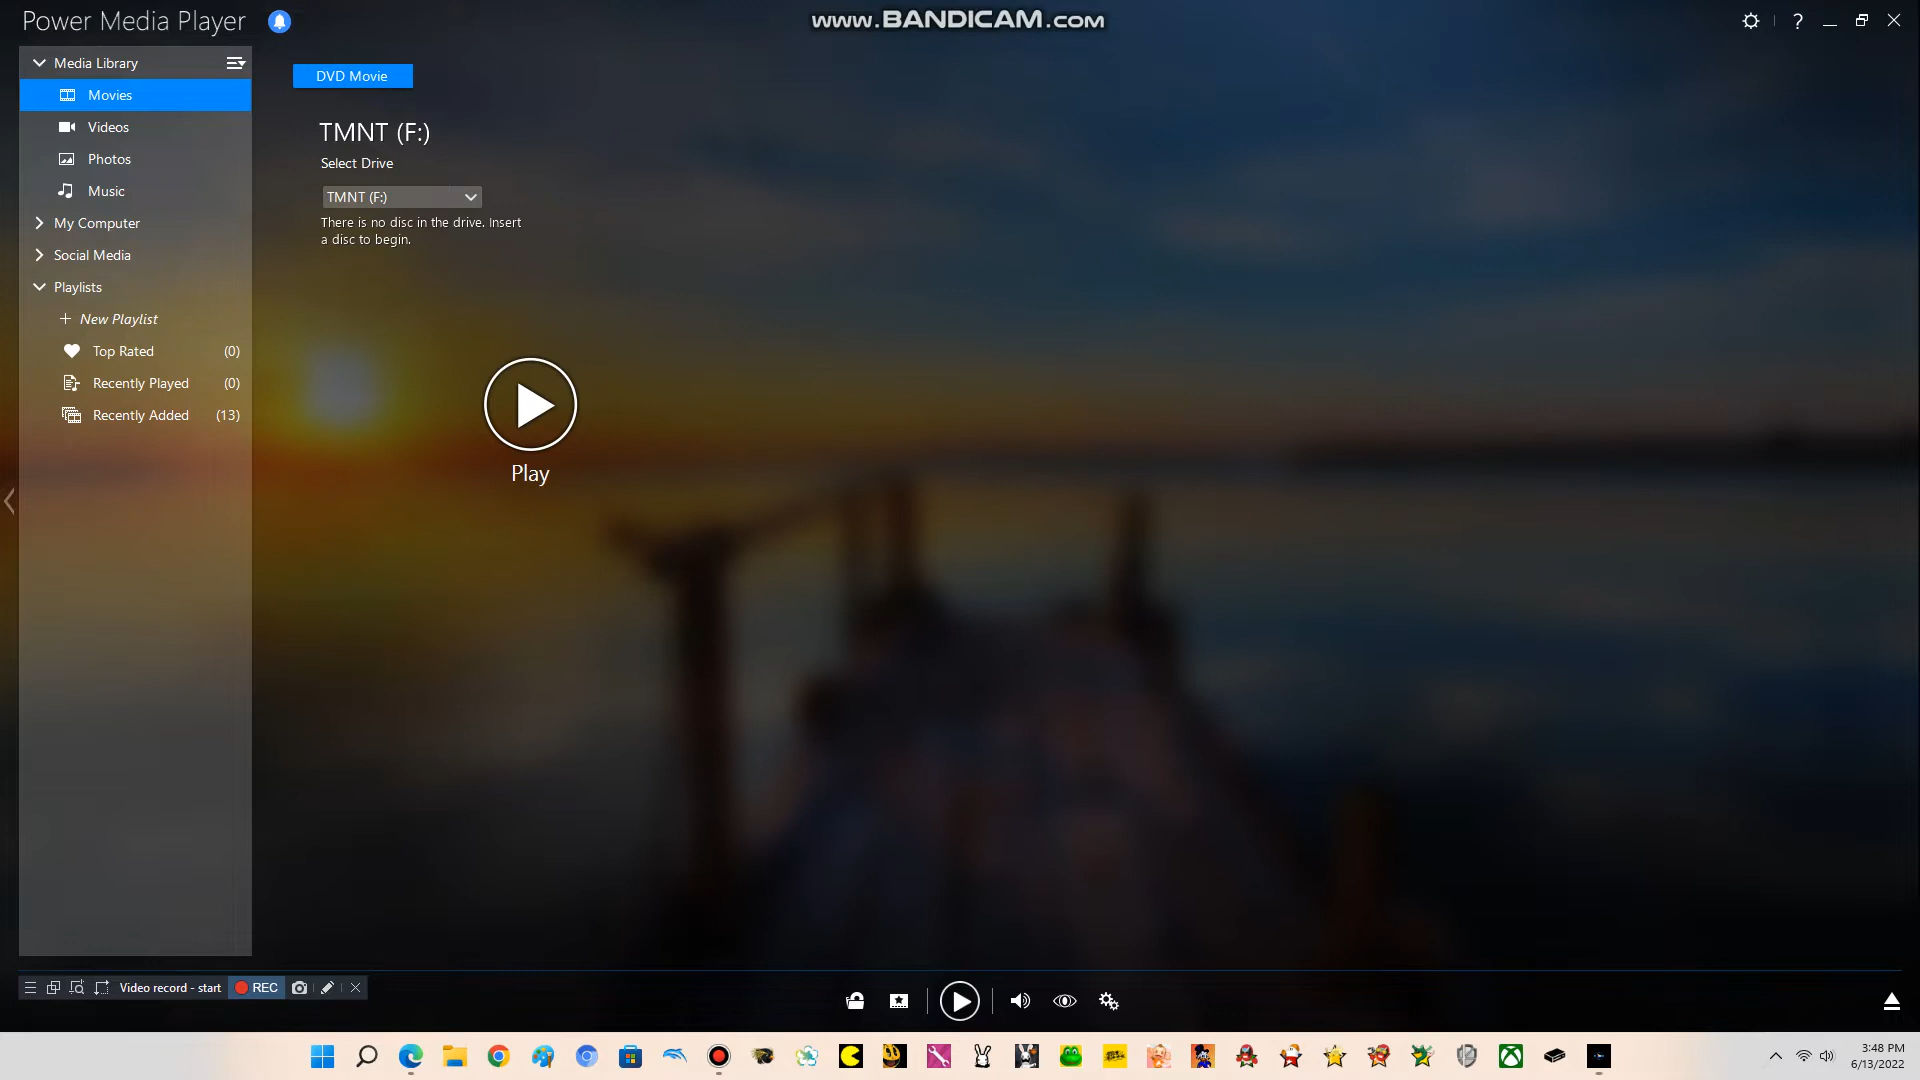 Power Media Player
www.BANDICAM.com
?
Media Library
DVD Movie
Movies
TMNT (F:)
Videos
Select Drive
Photos
TMNT (F:)
Music
There is no disc in the drive. Insert
a disc to begin.
My Computer
Social Media
Playlists
New Playlist
Top Rated (0)
Recently Played (0)
Recently Added (13)
Play
Video record - start
REC
3:48 PM
6/13/2022